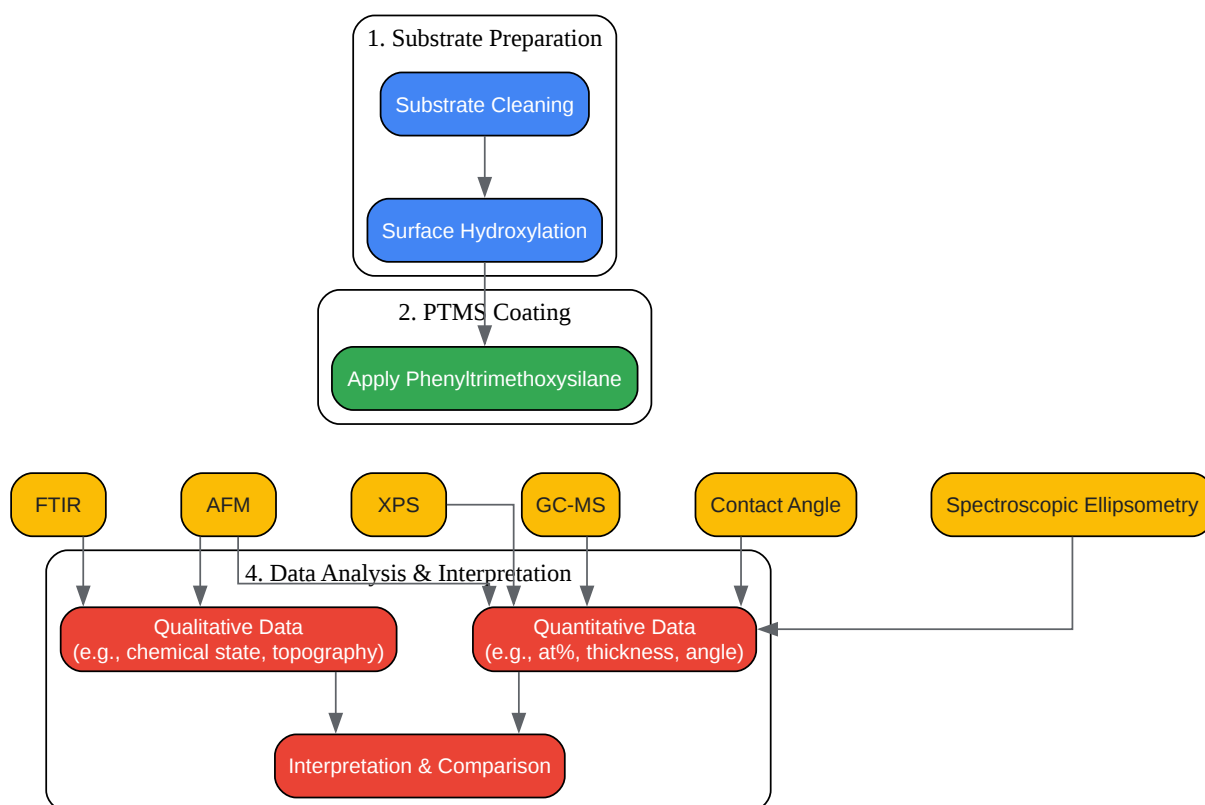 1. Substrate Preparation
Substrate Cleaning
Surface Hydroxylation
2. PTMS Coating
Apply Phenyltrimethoxysilane
FTIR
AFM
XPS
GC-MS
Contact Angle
Spectroscopic Ellipsometry
4. Data Analysis & Interpretation
Qualitative Data
(e.g., chemical state, topography)
Quantitative Data
(e.g., at%, thickness, angle)
Interpretation & Comparison